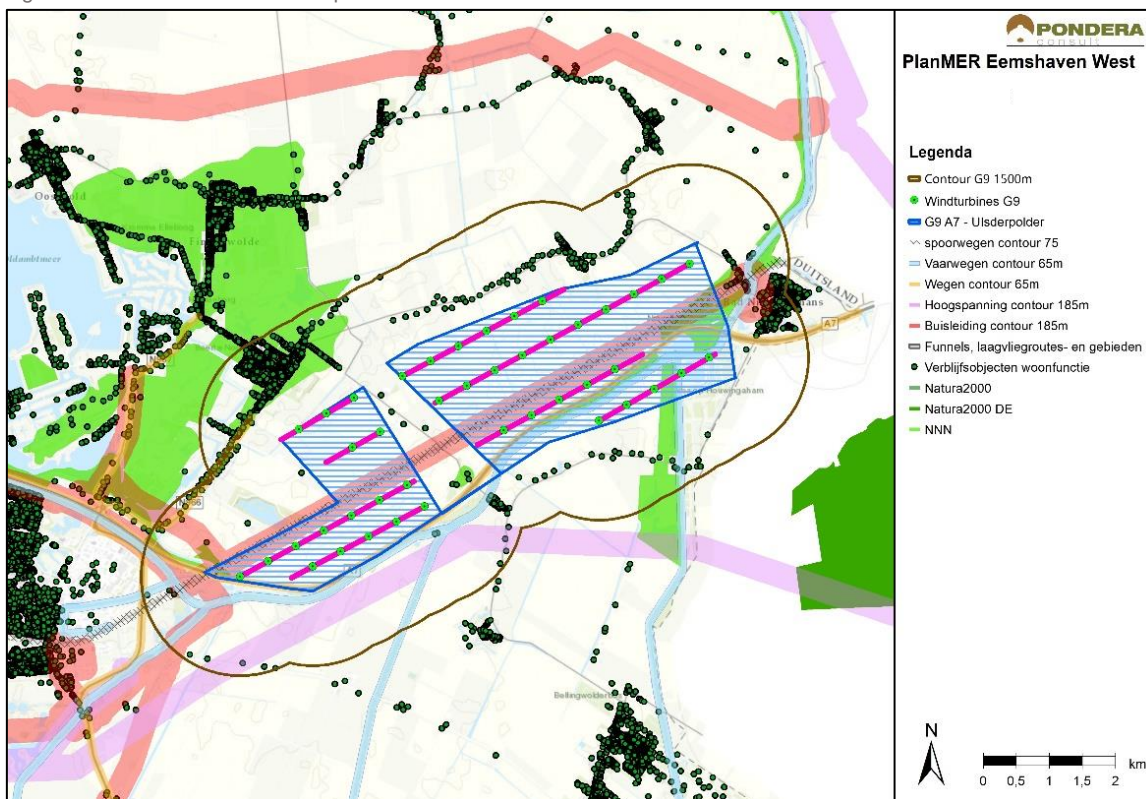 PONDERA
consult
PlanMER Eemshaven West
Legenda
Contour G9 1500m
Windturbines G9
G9 A7 - Ulsderpolder
spoorwegen contour 75
Vaarwegen contour 65m
Wegen contour 65m
Hoogspanning contour 185m
Buisleiding contour 185m
Funnels, laagvliegroutes- en gebieden
Verblijfsobjecten woonfunctie
Natura2000
Natura2000 DE
NNN
N
0 0,5 1 1,5 2 km
DUITSLAND
A7
A7